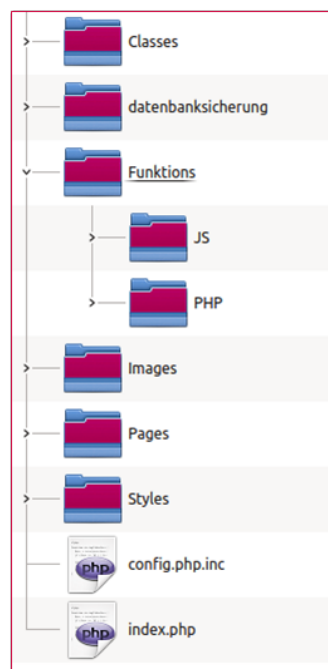 Classes
datenbanksicherung
Funktions
JS
PHP
Images
Pages
Styles
php
config.php.inc
php
index.php